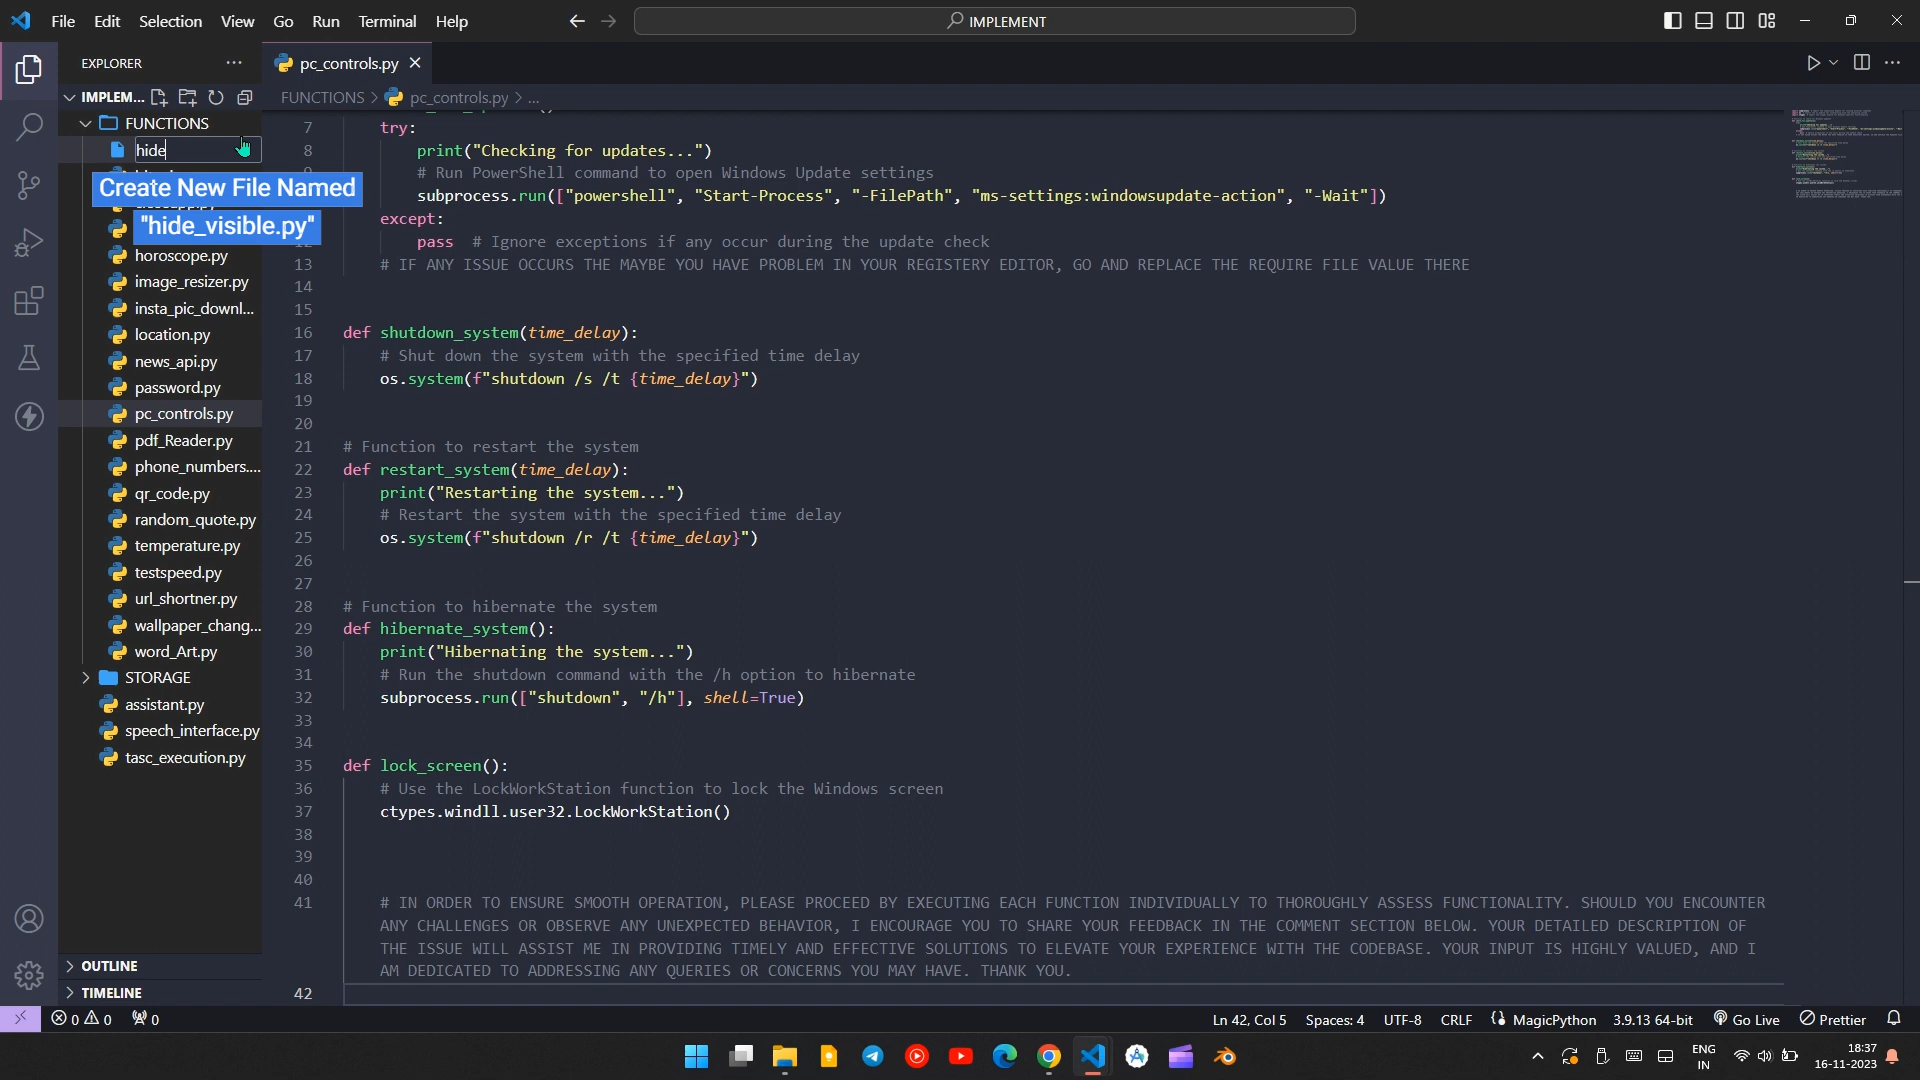 File Edit Selection View Go Run Terminal Help
IMPLEMENT
EXPLORER
pc_controls.py
IMPLEM...
FUNCTIONS > pc_controls.py > ...
FUNCTIONS
hide
Create New File Named
"hide_visible.py"
horoscope.py
image_resizer.py
insta_pic_downl...
location.py
news_api.py
password.py
pc_controls.py
pdf_Reader.py
phone_numbers....
qr_code.py
random_quote.py
temperature.py
testspeed.py
url_shortner.py
wallpaper_chang...
word_Art.py
STORAGE
assistant.py
speech_interface.py
tasc_execution.py
OUTLINE
TIMELINE
7 try:
8 print("Checking for updates...")
# Run PowerShell command to open Windows Update settings
subprocess.run(["powershell", "Start-Process", "-FilePath", "ms-settings:windowsupdate-action", "-Wait"])
except:
12 pass # Ignore exceptions if any occur during the update check
13 # IF ANY ISSUE OCCURS THE MAYBE YOU HAVE PROBLEM IN YOUR REGISTERY EDITOR, GO AND REPLACE THE REQUIRE FILE VALUE THERE
14
15
16 def shutdown_system(time_delay):
17 # Shut down the system with the specified time delay
18 os.system(f"shutdown /s /t {time_delay}")
19
20
21 # Function to restart the system
22 def restart_system(time_delay):
23 print("Restarting the system...")
24 # Restart the system with the specified time delay
25 os.system(f"shutdown /r /t {time_delay}")
26
27
28 # Function to hibernate the system
29 def hibernate_system():
30 print("Hibernating the system...")
31 # Run the shutdown command with the /h option to hibernate
32 subprocess.run(["shutdown", "/h"], shell=True)
33
34
35 def lock_screen():
36 # Use the LockWorkStation function to lock the Windows screen
37 ctypes.windll.user32.LockWorkStation()
38
39
40
41 # IN ORDER TO ENSURE SMOOTH OPERATION, PLEASE PROCEED BY EXECUTING EACH FUNCTION INDIVIDUALLY TO THOROUGHLY ASSESS FUNCTIONALITY. SHOULD YOU ENCOUNTER
ANY CHALLENGES OR OBSERVE ANY UNEXPECTED BEHAVIOR, I ENCOURAGE YOU TO SHARE YOUR FEEDBACK IN THE COMMENT SECTION BELOW. YOUR DETAILED DESCRIPTION OF
THE ISSUE WILL ASSIST ME IN PROVIDING TIMELY AND EFFECTIVE SOLUTIONS TO ELEVATE YOUR EXPERIENCE WITH THE CODEBASE. YOUR INPUT IS HIGHLY VALUED, AND I
AM DEDICATED TO ADDRESSING ANY QUERIES OR CONCERNS YOU MAY HAVE. THANK YOU.
42
0 0 0
Ln 42, Col 5 Spaces: 4 UTF-8 CRLF MagicPython 3.9.13 64-bit Go Live Prettier
ENG
IN
18:37
16-11-2023